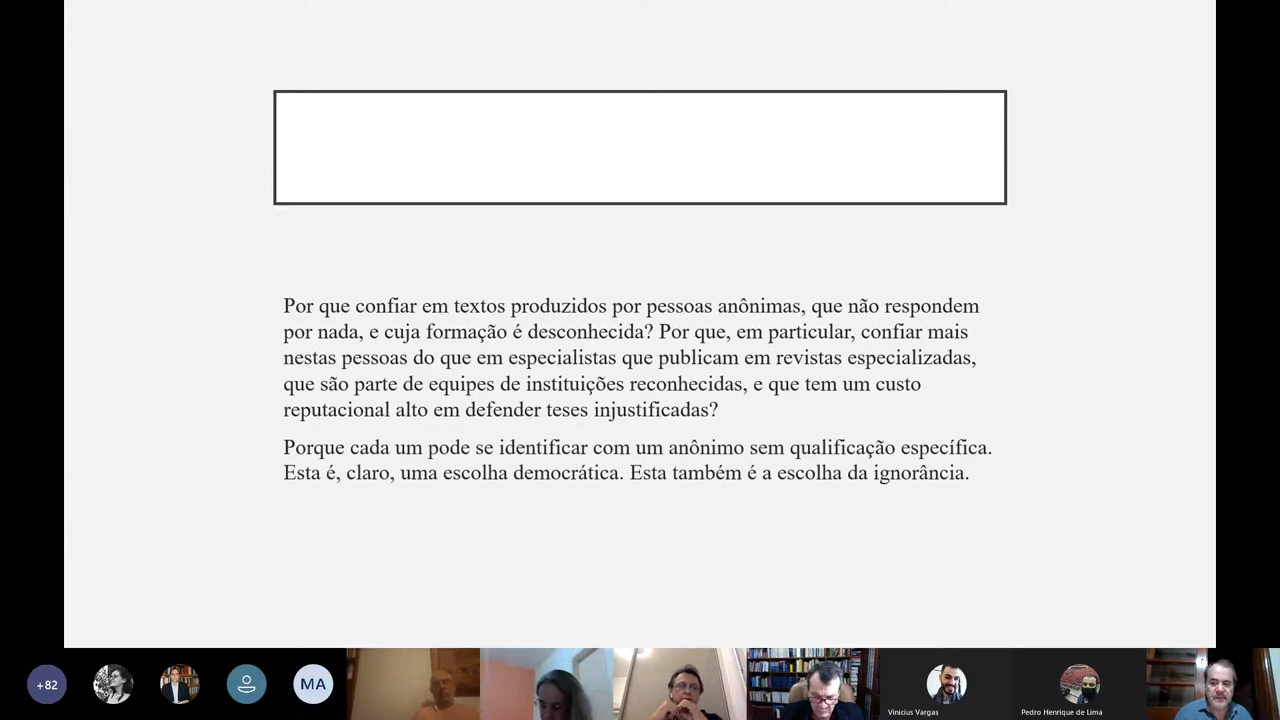 Por que confiar em textos produzidos por pessoas anônimas, que não respondem
por nada, e cuja formação é desconhecida? Por que, em particular, confiar mais
nestas pessoas do que em especialistas que publicam em revistas especializadas,
que são parte de equipes de instituições reconhecidas, e que tem um custo
reputacional alto em defender teses injustificadas?
Porque cada um pode se identificar com um anônimo sem qualificação específica.
Esta é, claro, uma escolha democrática. Esta também é a escolha da ignorância.
+82
MA
Vinicius Vargas
Pedro Henrique de Lima